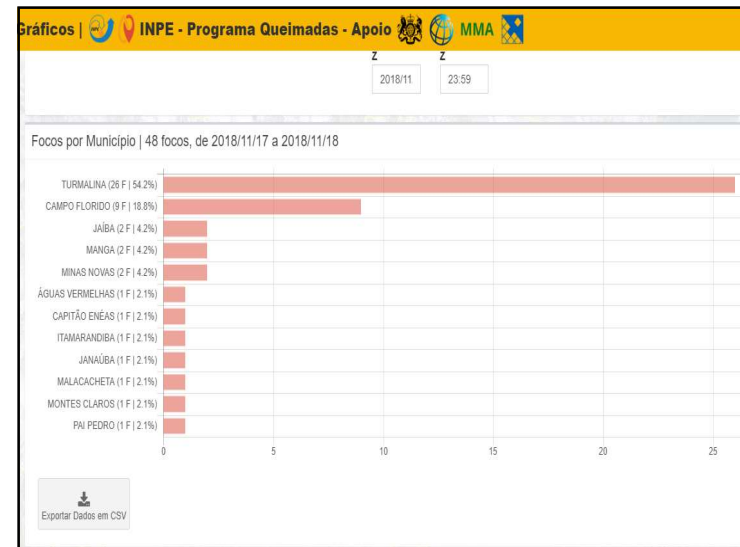 Gráficos | INPE - Programa Queimadas - Apoio MMA
Z Z
2018/11 23:59
Focos por Município | 48 focos, de 2018/11/17 a 2018/11/18
TURMALINA (26 F | 54.2%)
CAMPO FLORIDO (9 F | 18.8%)
JAÍBA (2 F | 4.2%)
MANGA (2 F | 4.2%)
MINAS NOVAS (2 F | 4.2%)
ÁGUAS VERMELHAS (1 F | 2.1%)
CAPITÃO ENÉAS (1 F | 2.1%)
ITAMARANDIBA (1 F | 2.1%)
JANAÚBA (1 F | 2.1%)
MALACACHETA (1 F | 2.1%)
MONTES CLAROS (1 F | 2.1%)
PAI PEDRO (1 F | 2.1%)
0 5 10 15 20 25
Exportar Dados em CSV